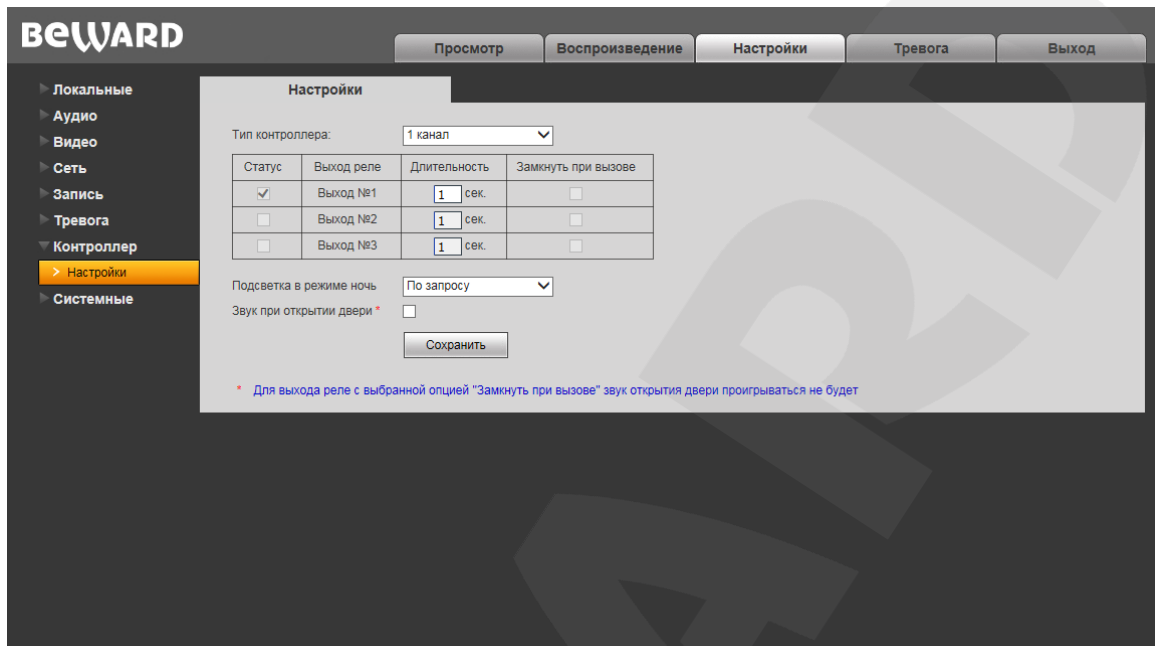 BEWARD
Просмотр Воспроизведение Настройки Тревога Выход
Локальные
Аудио
Видео
Сеть
Запись
Тревога
Контроллер
> Настройки
Системные
Настройки
Тип контроллера: 1 канал
Статус Выход реле Длительность Замкнуть при вызове
Выход №1 1 сек.
Выход №2 1 сек.
Выход №3 1 сек.
Подсветка в режиме ночь По запросу
Звук при открытии двери *
Сохранить
* Для выхода реле с выбранной опцией "Замкнуть при вызове" звук открытия двери проигрываться не будет